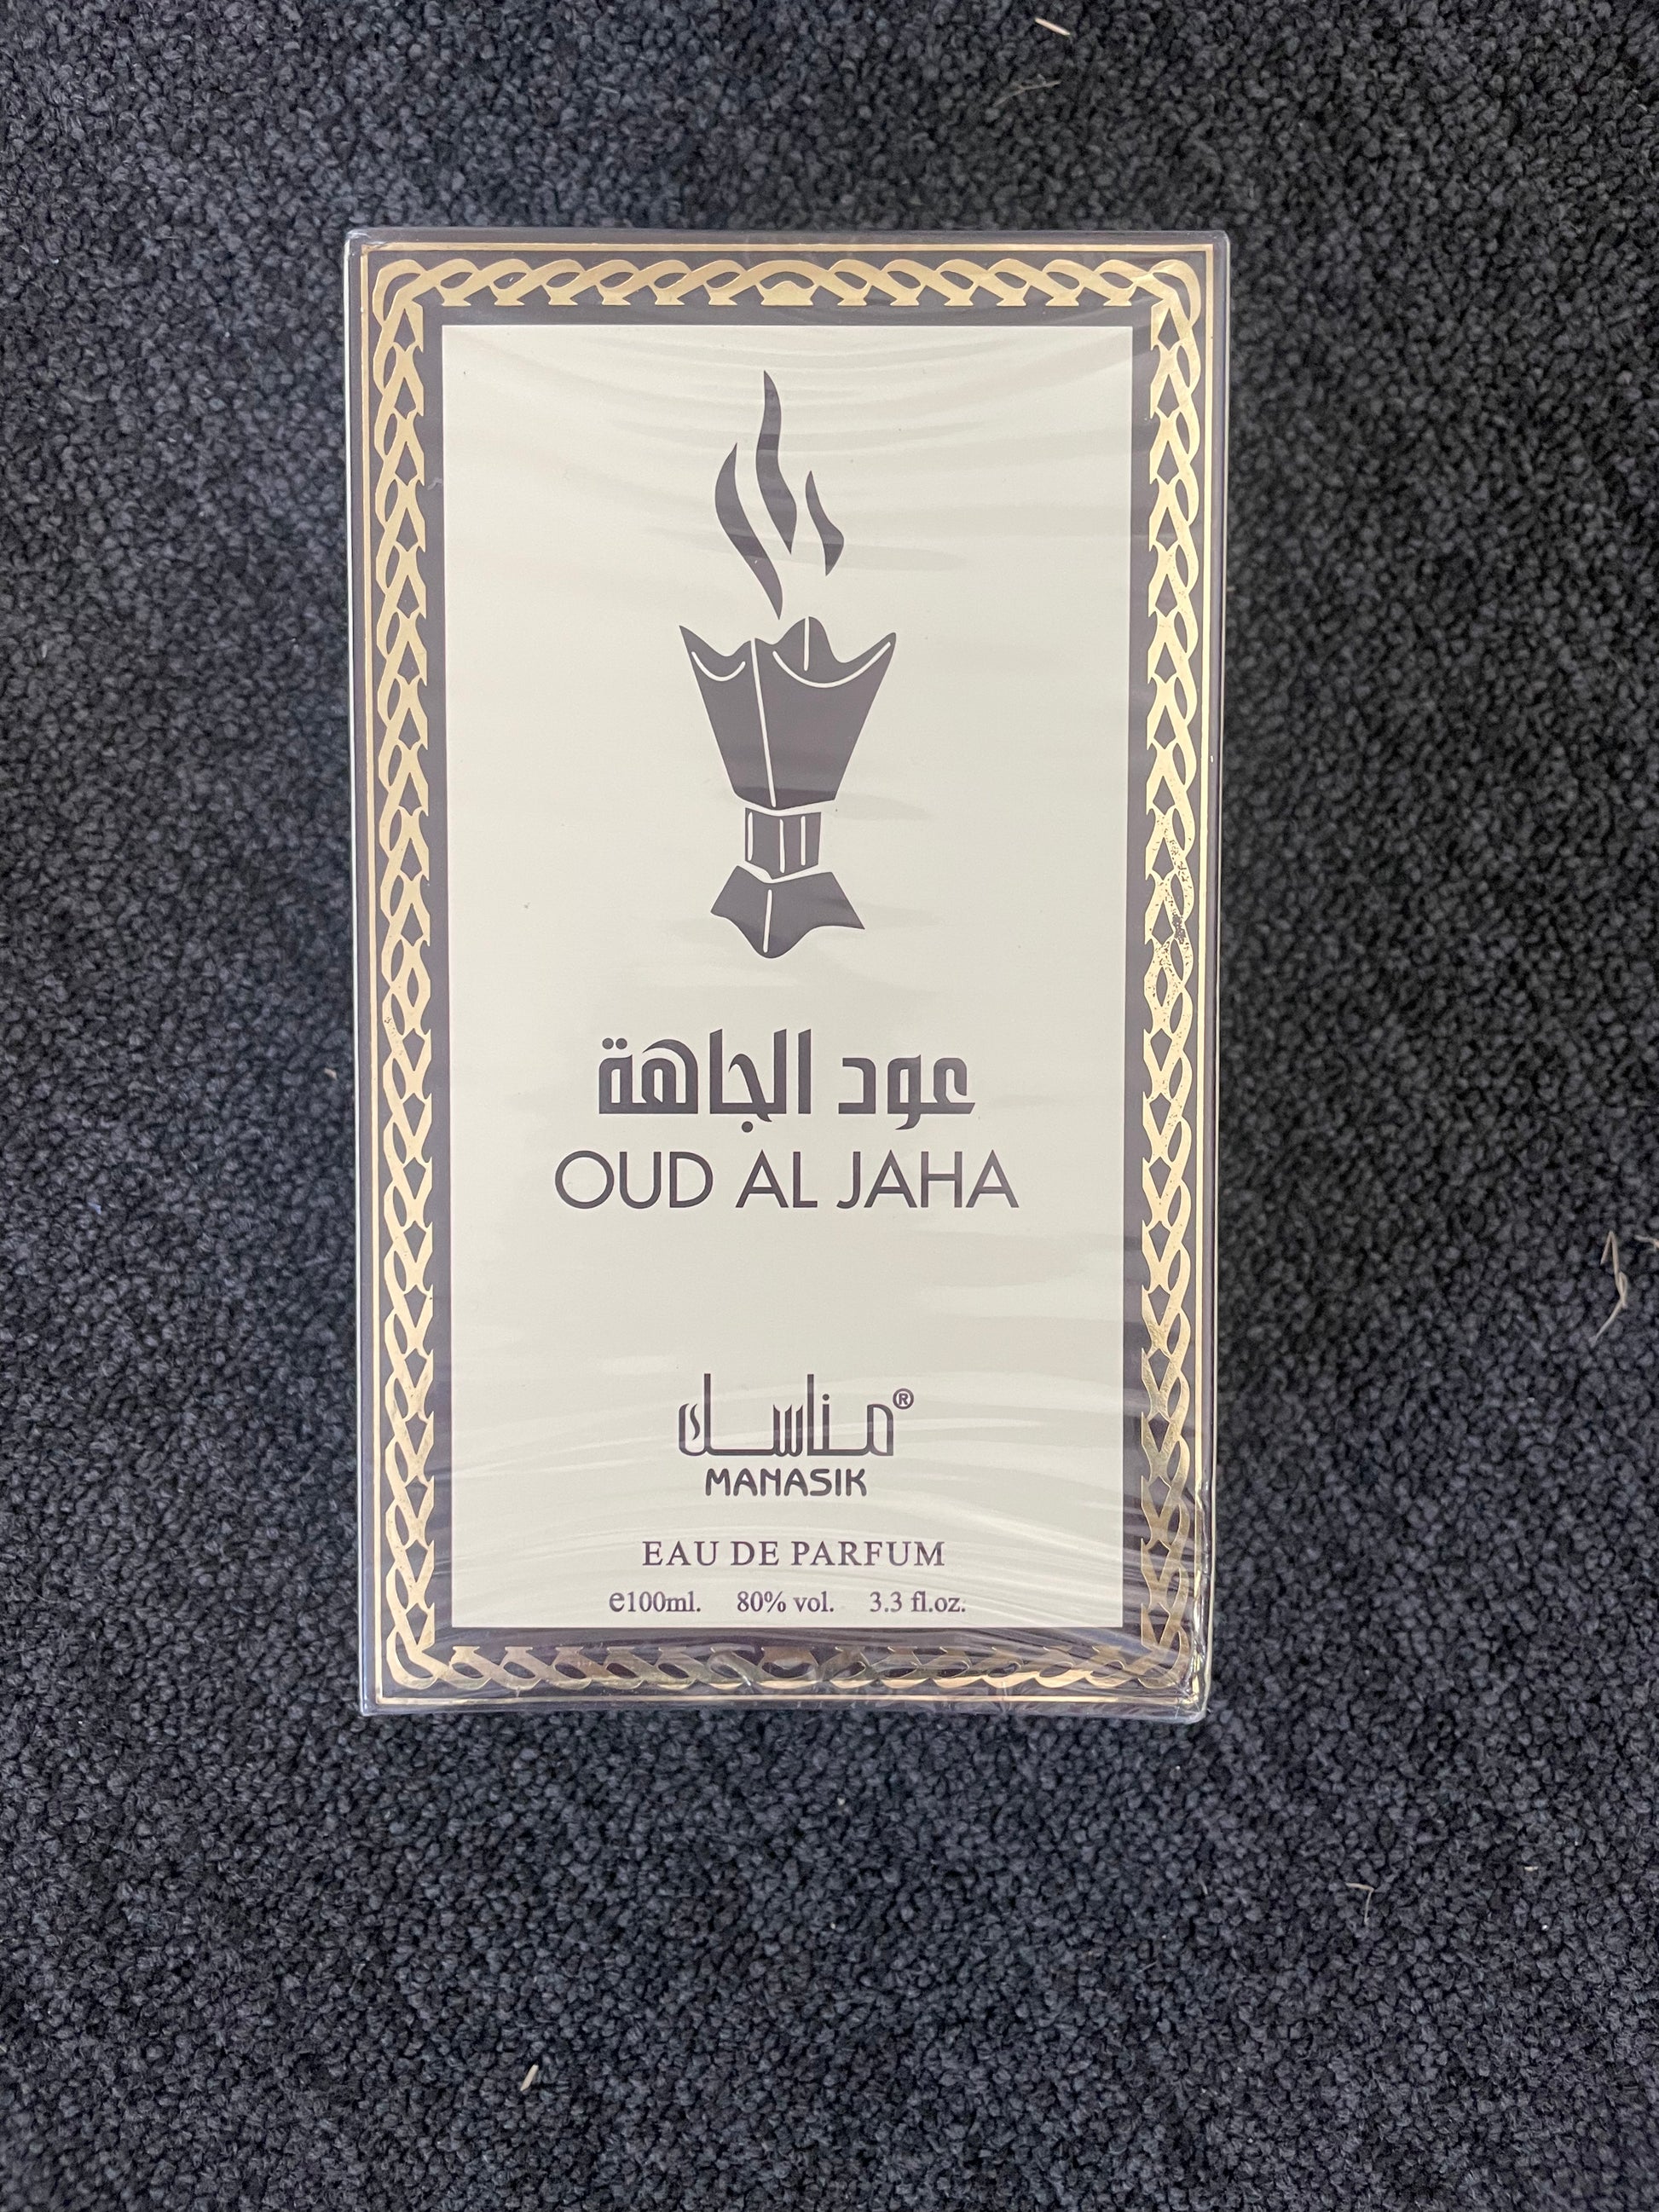 عود الجاهة
OUD AL JAHA
مناسك®
MANASIK
EAU DE PARFUM
e100ml. 80% vol. 3.3 fl.oz.